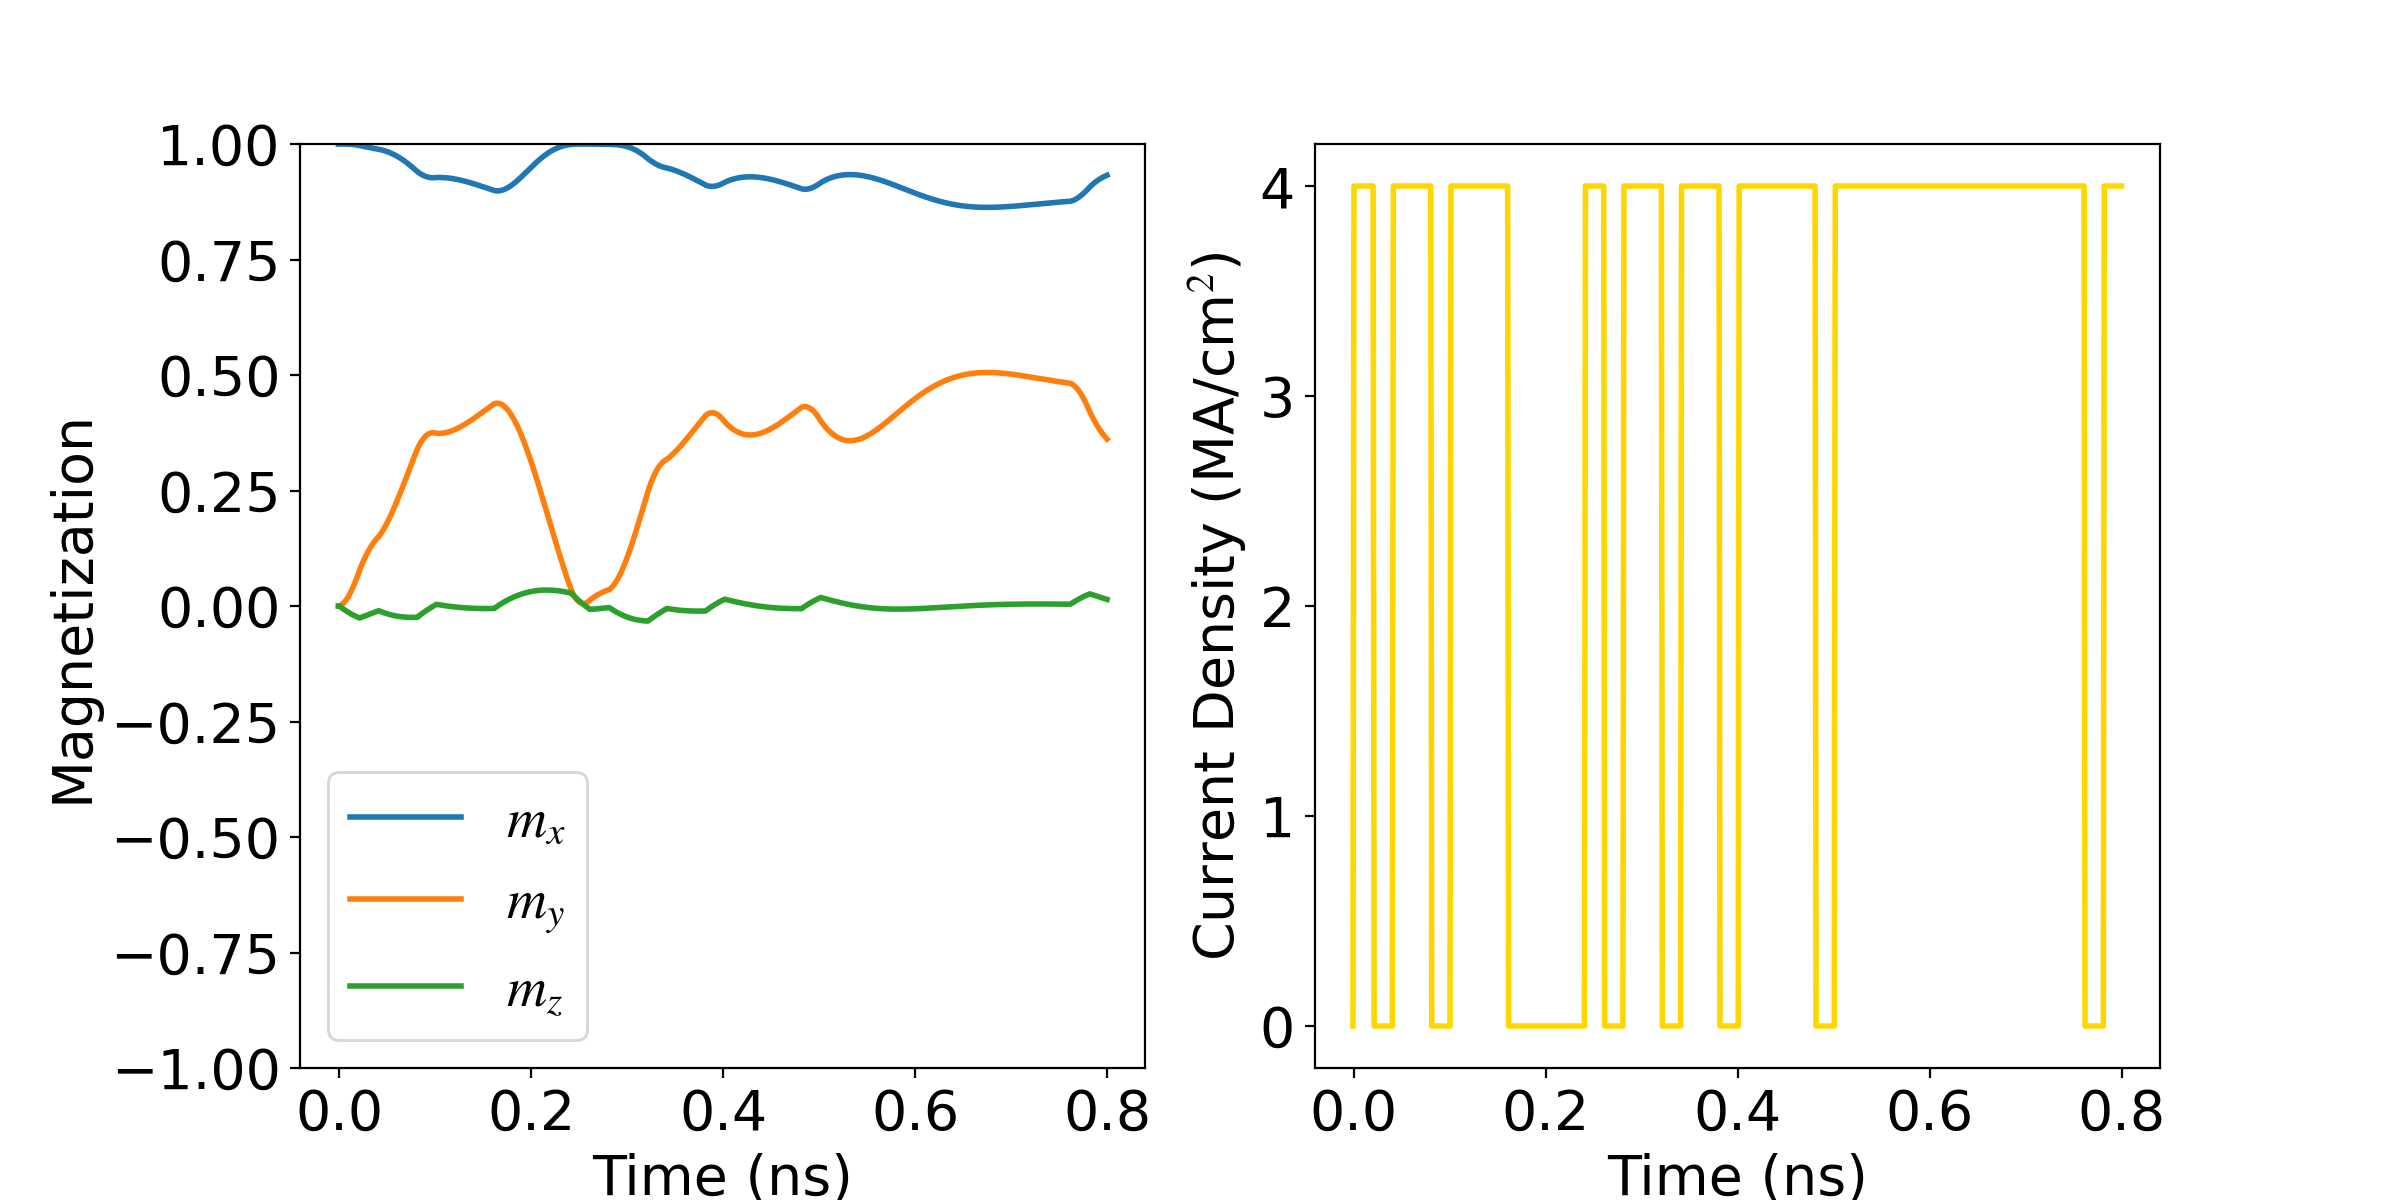 1.00
0.75
0.50
0.25
0.00
−0.25
−0.50
−0.75
−1.00
Magnetization
m_x
m_y
m_z
0.0 0.2 0.4 0.6 0.8
Time (ns)
4
3
2
1
0
Current Density (MA/cm²)
0.0 0.2 0.4 0.6 0.8
Time (ns)